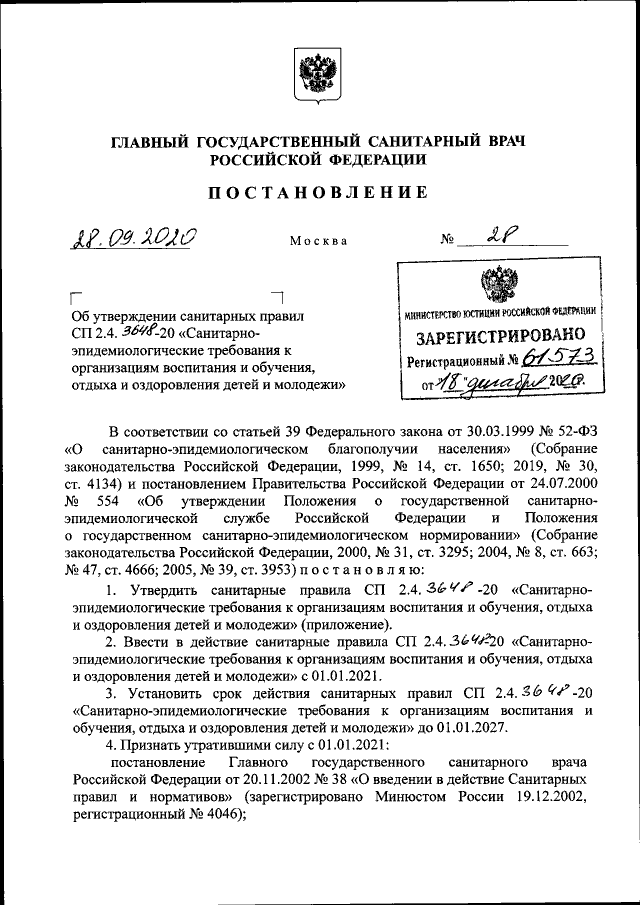 ГЛАВНЫЙ ГОСУДАРСТВЕННЫЙ САНИТАРНЫЙ ВРАЧ
РОССИЙСКОЙ ФЕДЕРАЦИИ
ПОСТАНОВЛЕНИЕ
28.09.2020 Москва № 28
МИНИСТЕРСТВО ЮСТИЦИИ РОССИЙСКОЙ ФЕДЕРАЦИИ
ЗАРЕГИСТРИРОВАНО
Регистрационный № 61573
от "18" декабря 2020.
Об утверждении санитарных правил
СП 2.4. 3648-20 «Санитарно-
эпидемиологические требования к
организациям воспитания и обучения,
отдыха и оздоровления детей и молодежи»
В соответствии со статьей 39 Федерального закона от 30.03.1999 № 52-ФЗ
«О санитарно-эпидемиологическом благополучии населения» (Собрание
законодательства Российской Федерации, 1999, № 14, ст. 1650; 2019, № 30,
ст. 4134) и постановлением Правительства Российской Федерации от 24.07.2000
№ 554 «Об утверждении Положения о государственной санитарно-
эпидемиологической службе Российской Федерации и Положения
о государственном санитарно-эпидемиологическом нормировании» (Собрание
законодательства Российской Федерации, 2000, № 31, ст. 3295; 2004, № 8, ст. 663;
№ 47, ст. 4666; 2005, № 39, ст. 3953) постановляю:
1. Утвердить санитарные правила СП 2.4. 3648 -20 «Санитарно-
эпидемиологические требования к организациям воспитания и обучения, отдыха
и оздоровления детей и молодежи» (приложение).
2. Ввести в действие санитарные правила СП 2.4. 3648-20 «Санитарно-
эпидемиологические требования к организациям воспитания и обучения, отдыха
и оздоровления детей и молодежи» с 01.01.2021.
3. Установить срок действия санитарных правил СП 2.4. 3648 -20
«Санитарно-эпидемиологические требования к организациям воспитания и
обучения, отдыха и оздоровления детей и молодежи» до 01.01.2027.
4. Признать утратившими силу с 01.01.2021:
постановление Главного государственного санитарного врача
Российской Федерации от 20.11.2002 № 38 «О введении в действие Санитарных
правил и нормативов» (зарегистрировано Минюстом России 19.12.2002,
регистрационный № 4046);